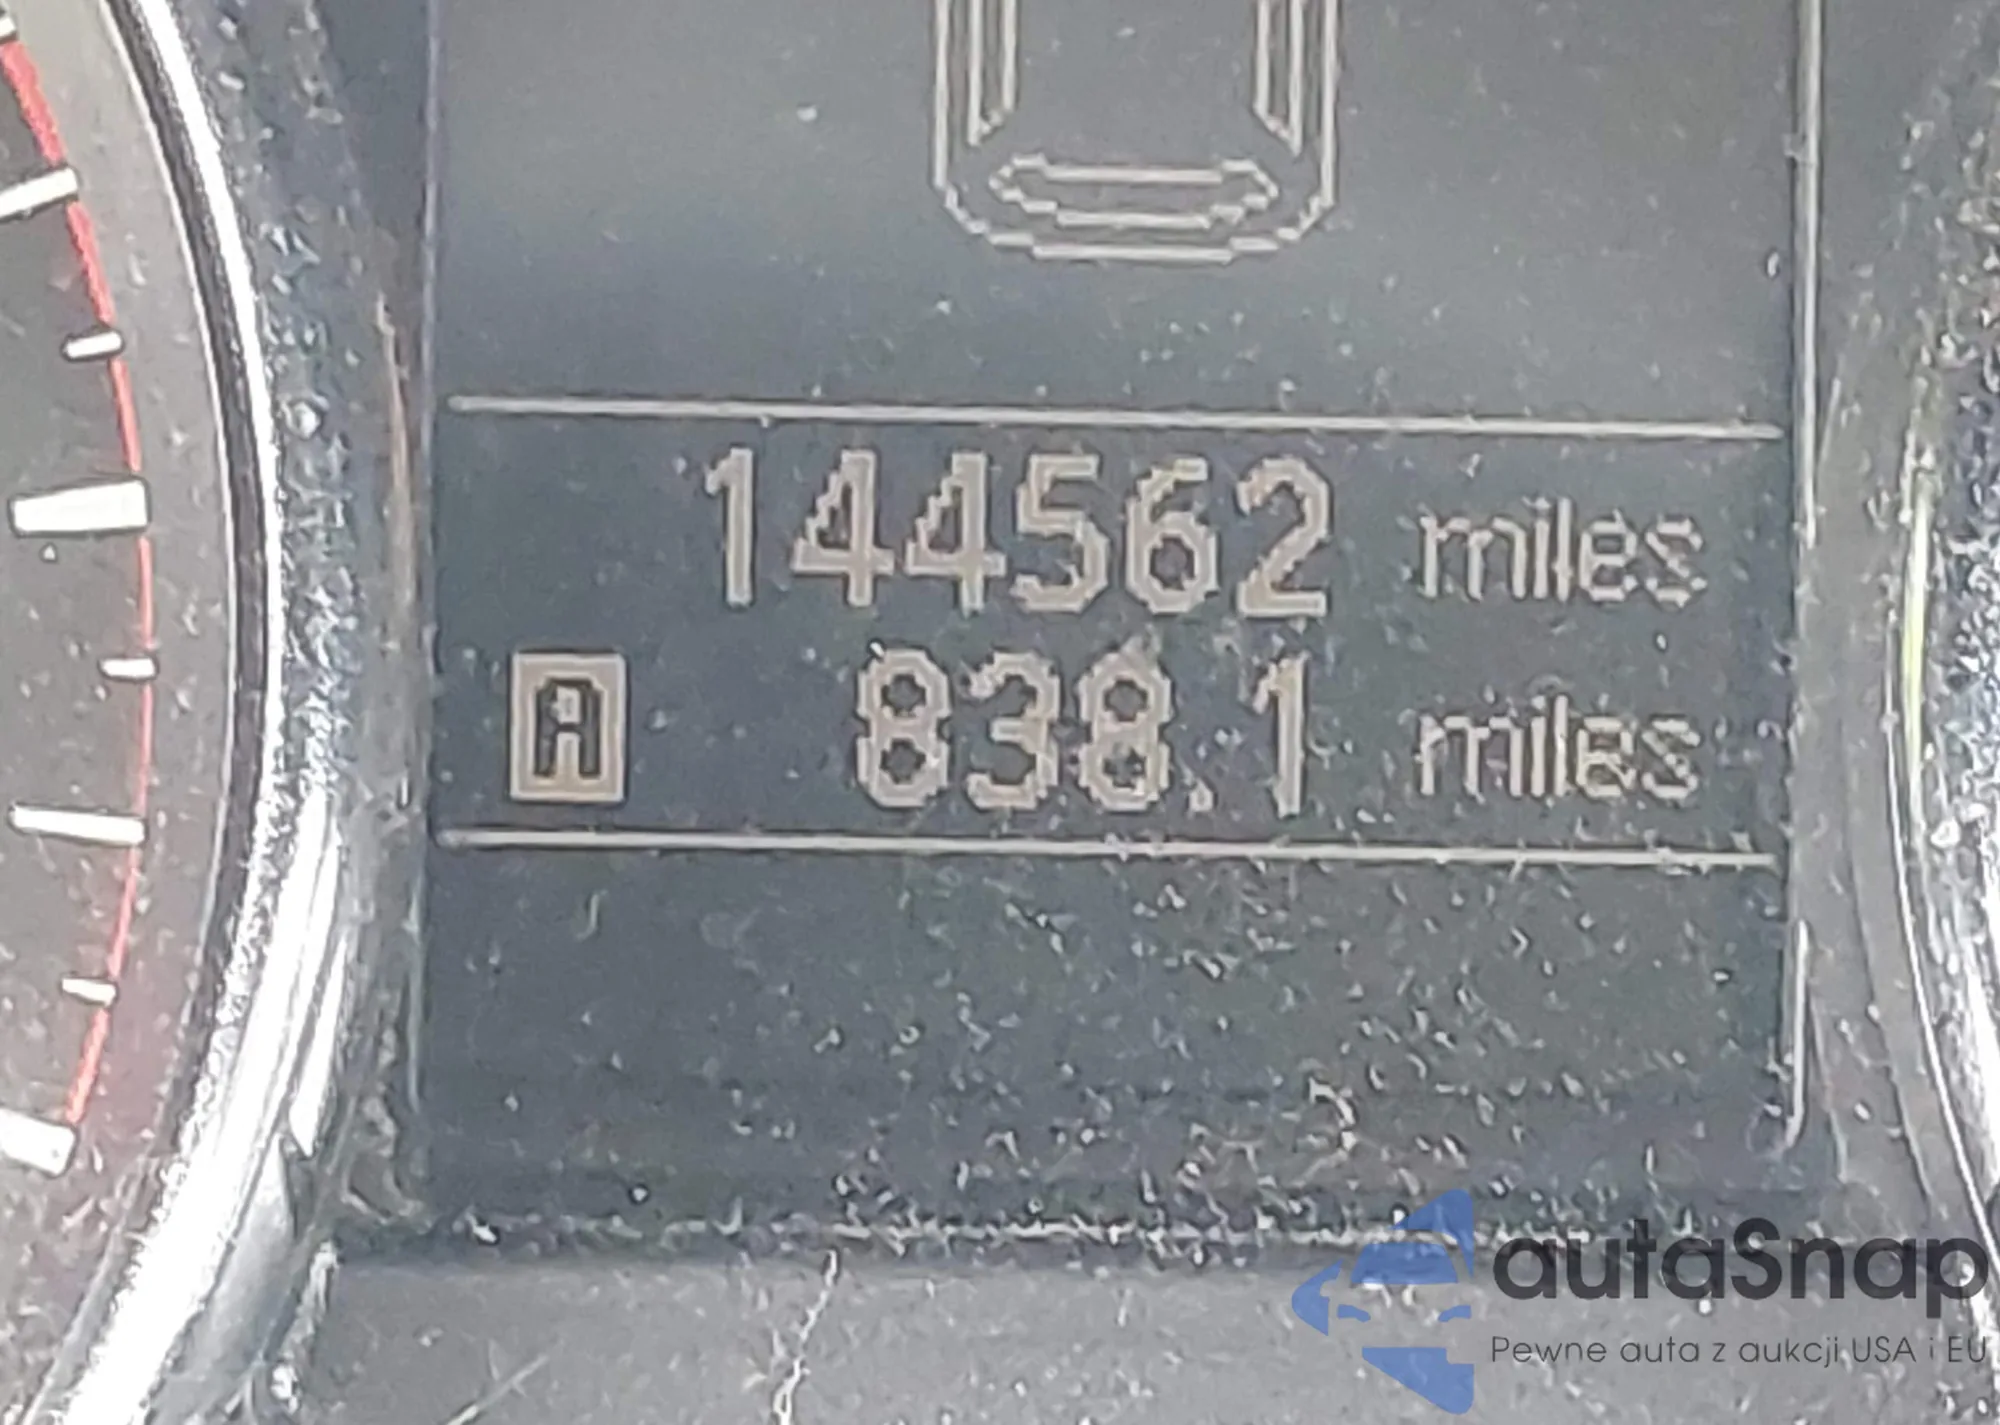 144562 miles
A 838.1 miles
autaSnap
Pewne auta z aukcji USA i EU